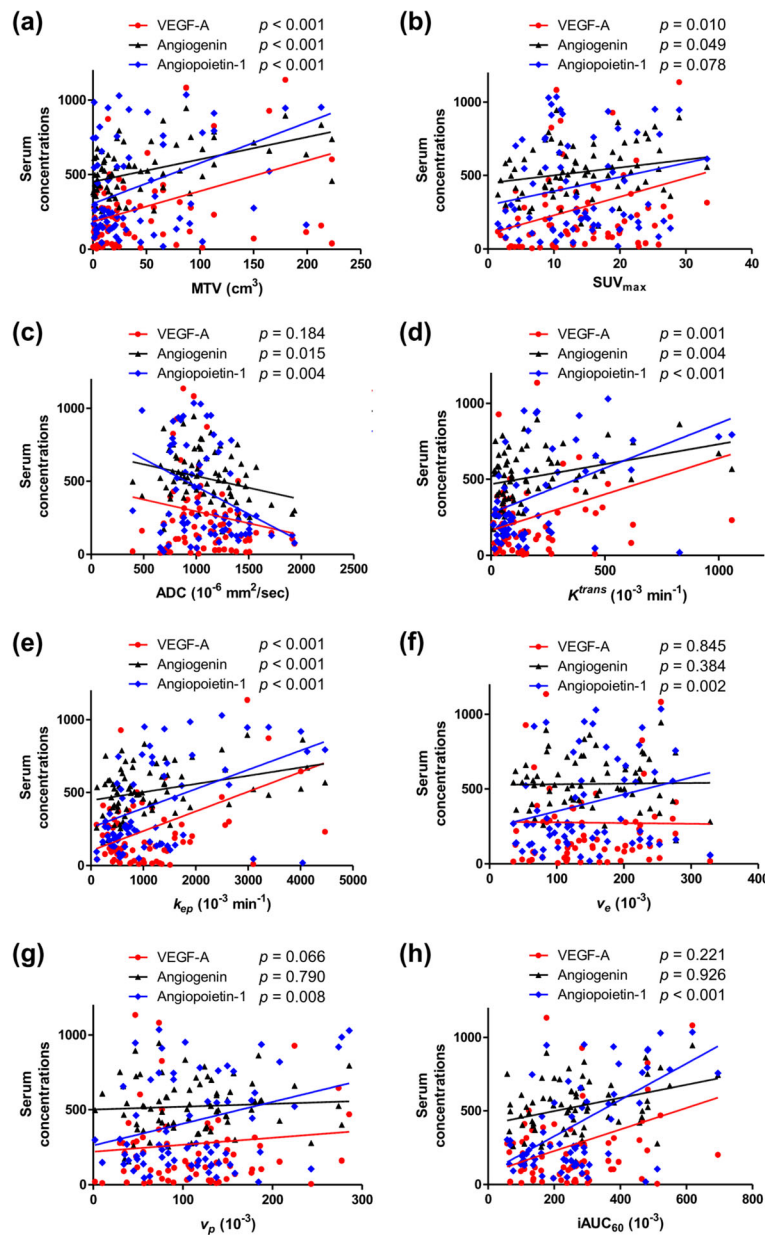 (a)
VEGF-A p < 0.001
Angiogenin p < 0.001
Angiopoietin-1 p < 0.001
Serum
concentrations
1000
500
0
0 50 100 150 200 250
MTV (cm³)
(b)
VEGF-A p = 0.010
Angiogenin p = 0.049
Angiopoietin-1 p = 0.078
Serum
concentrations
1000
500
0
0 10 20 30 40
SUVmax
(c)
VEGF-A p = 0.184
Angiogenin p = 0.015
Angiopoietin-1 p = 0.004
Serum
concentrations
1000
500
0
0 500 1000 1500 2000 2500
ADC (10⁻⁶ mm²/sec)
(d)
VEGF-A p = 0.001
Angiogenin p = 0.004
Angiopoietin-1 p < 0.001
Serum
concentrations
1000
500
0
0 500 1000
Ktrans (10⁻³ min⁻¹)
(e)
VEGF-A p < 0.001
Angiogenin p < 0.001
Angiopoietin-1 p < 0.001
Serum
concentrations
1000
500
0
0 1000 2000 3000 4000 5000
kep (10⁻³ min⁻¹)
(f)
VEGF-A p = 0.845
Angiogenin p = 0.384
Angiopoietin-1 p = 0.002
Serum
concentrations
1000
500
0
0 100 200 300 400
ve (10⁻³)
(g)
VEGF-A p = 0.066
Angiogenin p = 0.790
Angiopoietin-1 p = 0.008
Serum
concentrations
1000
500
0
0 100 200 300
vp (10⁻³)
(h)
VEGF-A p = 0.221
Angiogenin p = 0.926
Angiopoietin-1 p < 0.001
Serum
concentrations
1000
500
0
0 200 400 600 800
iAUC₆₀ (10⁻³)